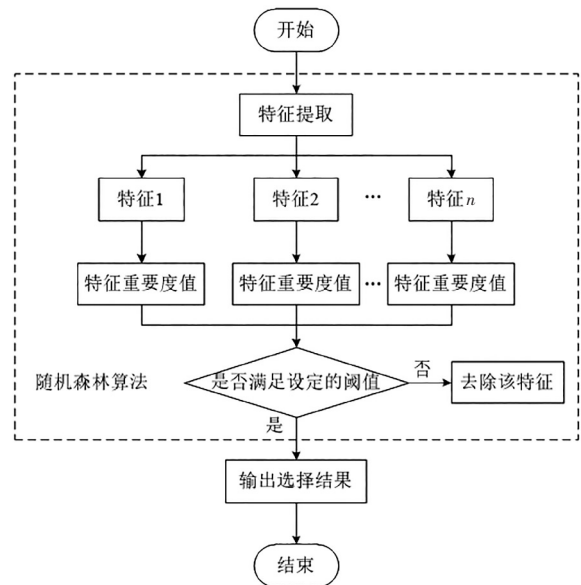 开始
特征提取
特征1
特征2
···
特征n
特征重要度值
特征重要度值
···
特征重要度值
随机森林算法
是否满足设定的阈值
否
去除该特征
是
输出选择结果
结束